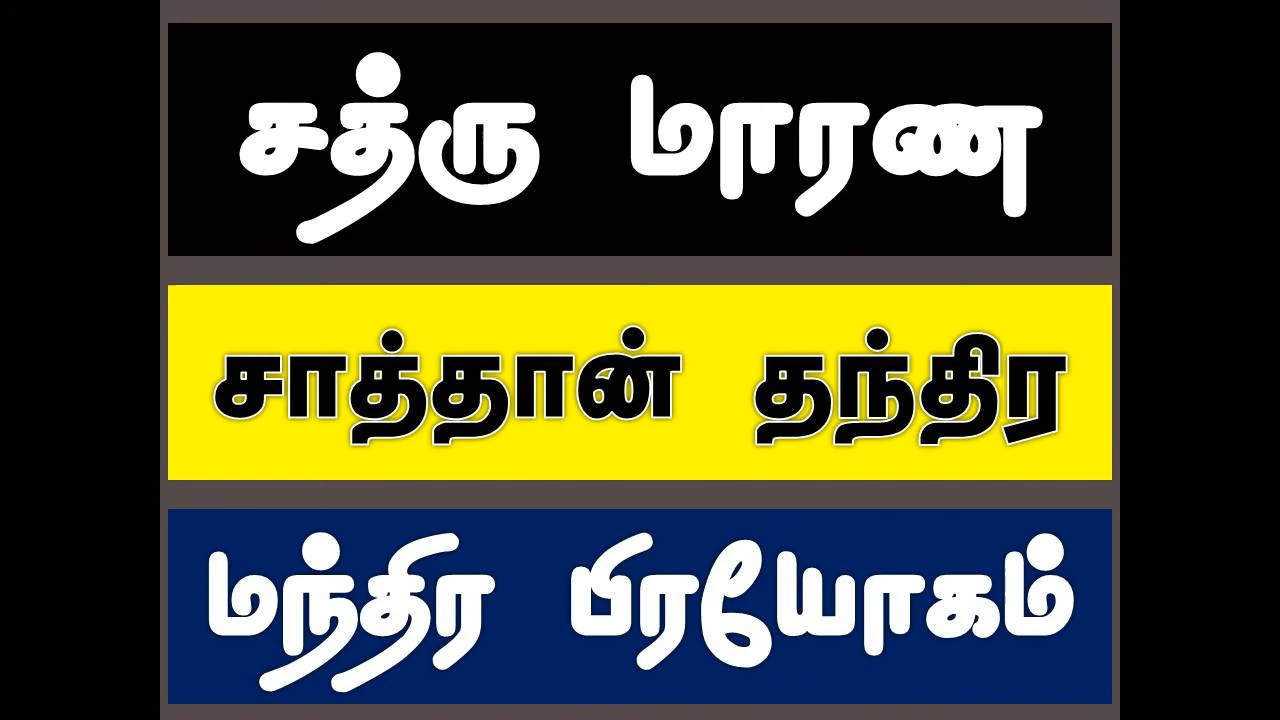 சத்ரு மாரண
சாத்தான் தந்திர
மந்திர பிரயோகம்